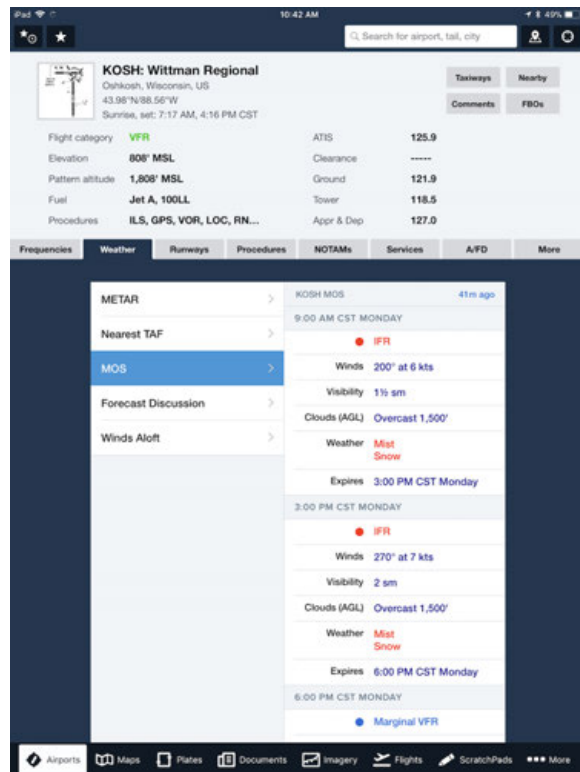 iPad
10:42 AM
49%
Search for airport, tail, city
KOSH: Wittman Regional
Oshkosh, Wisconsin, US
43.98°N/88.56°W
Sunrise, set: 7:17 AM, 4:16 PM CST
Taxiways
Nearby
Comments
FBOs
Flight category VFR
Elevation 808' MSL
Pattern altitude 1,808' MSL
Fuel Jet A, 100LL
Procedures ILS, GPS, VOR, LOC, RN...
ATIS 125.9
Clearance -----
Ground 121.9
Tower 118.5
Appr & Dep 127.0
Frequencies
Weather
Runways
Procedures
NOTAMs
Services
A/FD
More
METAR
Nearest TAF
MOS
Forecast Discussion
Winds Aloft
KOSH MOS 41m ago
9:00 AM CST MONDAY
IFR
Winds 200° at 6 kts
Visibility 1½ sm
Clouds (AGL) Overcast 1,500'
Weather Mist
Snow
Expires 3:00 PM CST Monday
3:00 PM CST MONDAY
IFR
Winds 270° at 7 kts
Visibility 2 sm
Clouds (AGL) Overcast 1,500'
Weather Mist
Snow
Expires 6:00 PM CST Monday
6:00 PM CST MONDAY
Marginal VFR
Airports
Maps
Plates
Documents
Imagery
Flights
ScratchPads
More